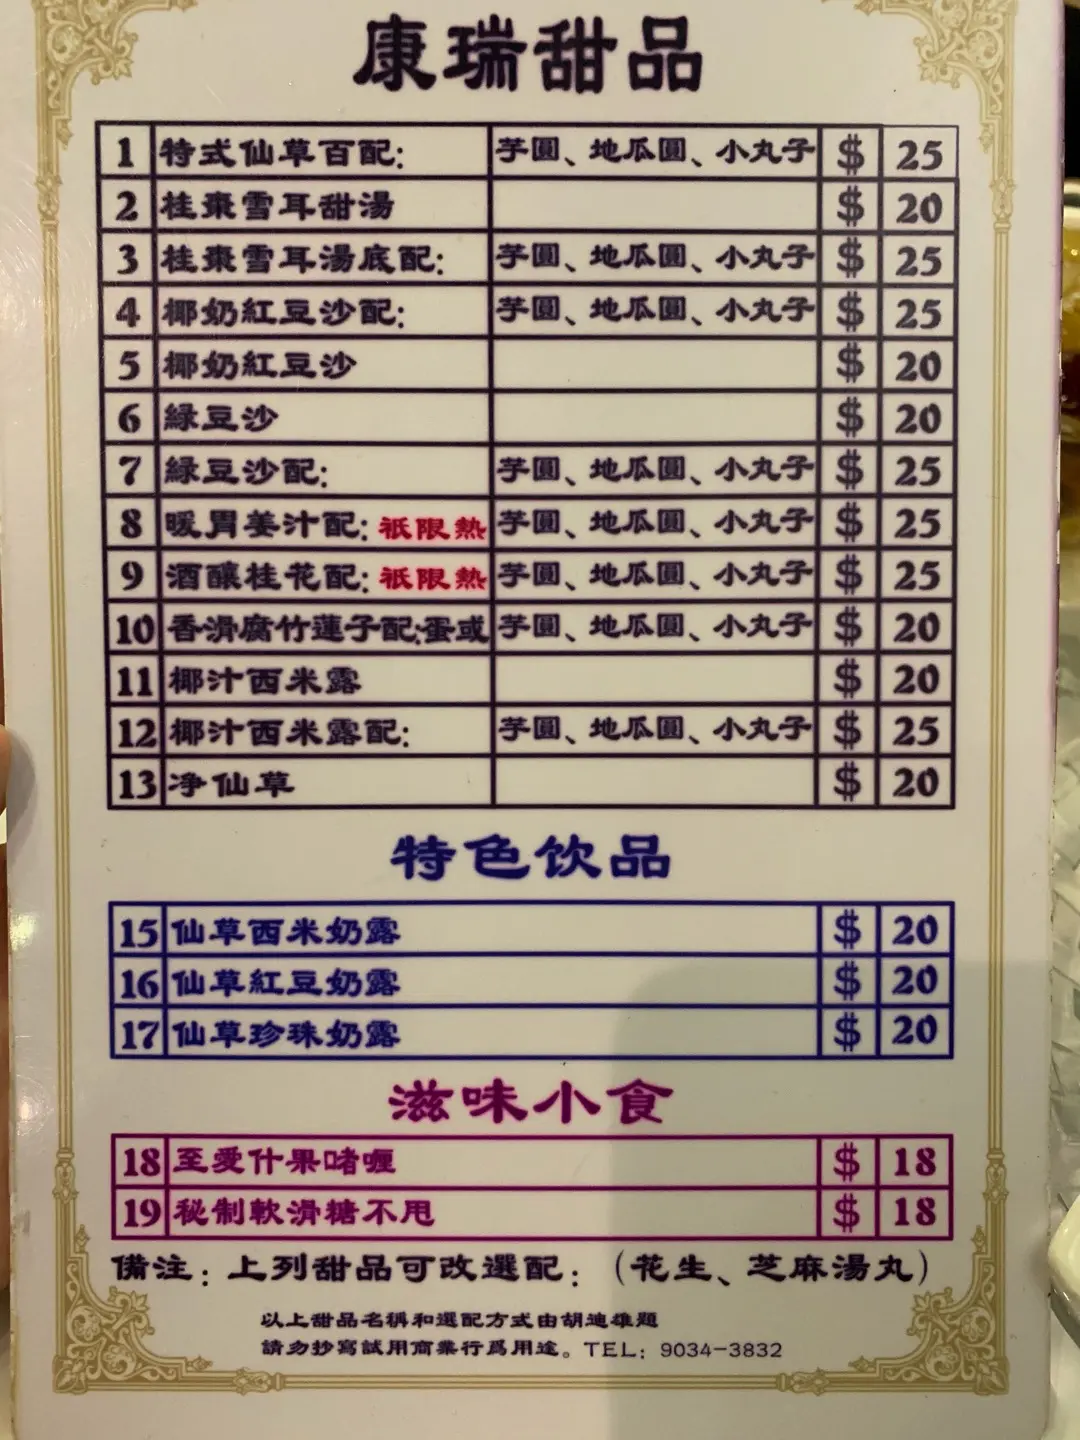 康瑞甜品
1 特式仙草百配: 芋圓、地瓜圓、小丸子 $ 25
2 桂棗雪耳甜湯 $ 20
3 桂棗雪耳湯底配: 芋圓、地瓜圓、小丸子 $ 25
4 椰奶紅豆沙配: 芋圓、地瓜圓、小丸子 $ 25
5 椰奶紅豆沙 $ 20
6 綠豆沙 $ 20
7 綠豆沙配: 芋圓、地瓜圓、小丸子 $ 25
8 暖胃姜汁配: 祇限熱 芋圓、地瓜圓、小丸子 $ 25
9 酒釀桂花配: 祇限熱 芋圓、地瓜圓、小丸子 $ 25
10 香滑腐竹蓮子配:蛋或 芋圓、地瓜圓、小丸子 $ 20
11 椰汁西米露 $ 20
12 椰汁西米露配: 芋圓、地瓜圓、小丸子 $ 25
13 净仙草 $ 20
特色饮品
15 仙草西米奶露 $ 20
16 仙草紅豆奶露 $ 20
17 仙草珍珠奶露 $ 20
滋味小食
18 至愛什果啫喱 $ 18
19 秘制軟滑糖不甩 $ 18
備注: 上列甜品可改選配: (花生、芝麻湯丸)
以上甜品名稱和選配方式由胡迪雄題
請勿抄寫試用商業行爲用途。TEL: 9034-3832